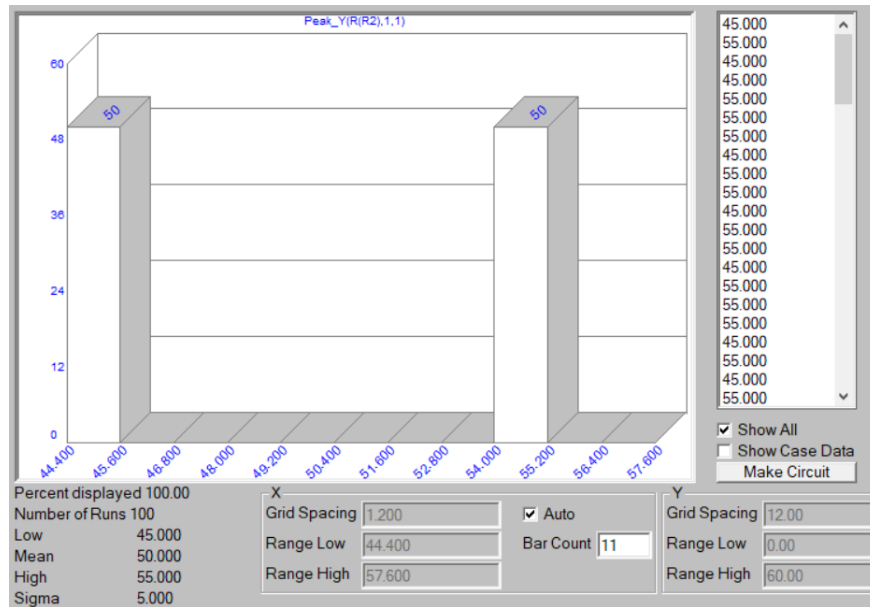 Peak_Y(R(R2),1,1)
60
48
36
24
12
0
50
50
44.400
45.600
46.800
48.000
49.200
50.400
51.600
52.800
54.000
55.200
56.400
57.600
45.000
55.000
45.000
45.000
55.000
55.000
55.000
45.000
55.000
55.000
45.000
55.000
55.000
45.000
55.000
55.000
55.000
45.000
55.000
45.000
55.000
Show All
Show Case Data
Make Circuit
Percent displayed 100.00
Number of Runs 100
Low 45.000
Mean 50.000
High 55.000
Sigma 5.000
X
Grid Spacing 1.200
Range Low 44.400
Range High 57.600
Auto
Bar Count 11
Y
Grid Spacing 12.00
Range Low 0.00
Range High 60.00